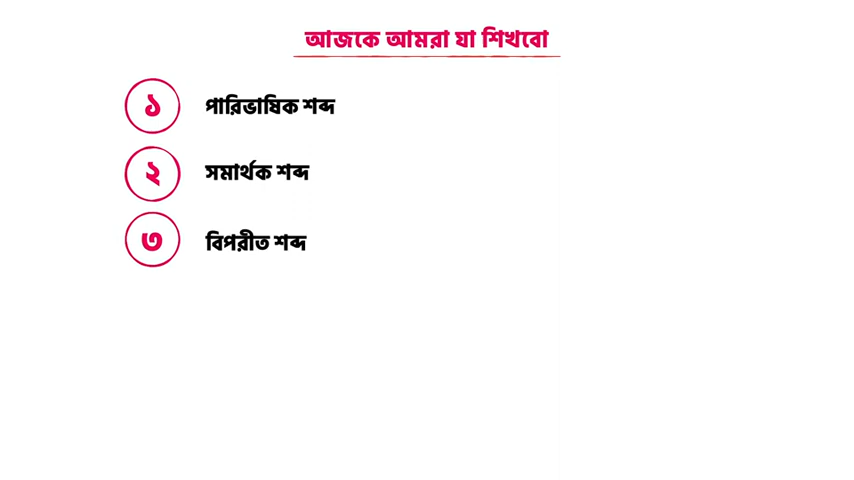 আজকে আমরা যা শিখবো
১ পারিভাষিক শব্দ
২ সমার্থক শব্দ
৩ বিপরীত শব্দ